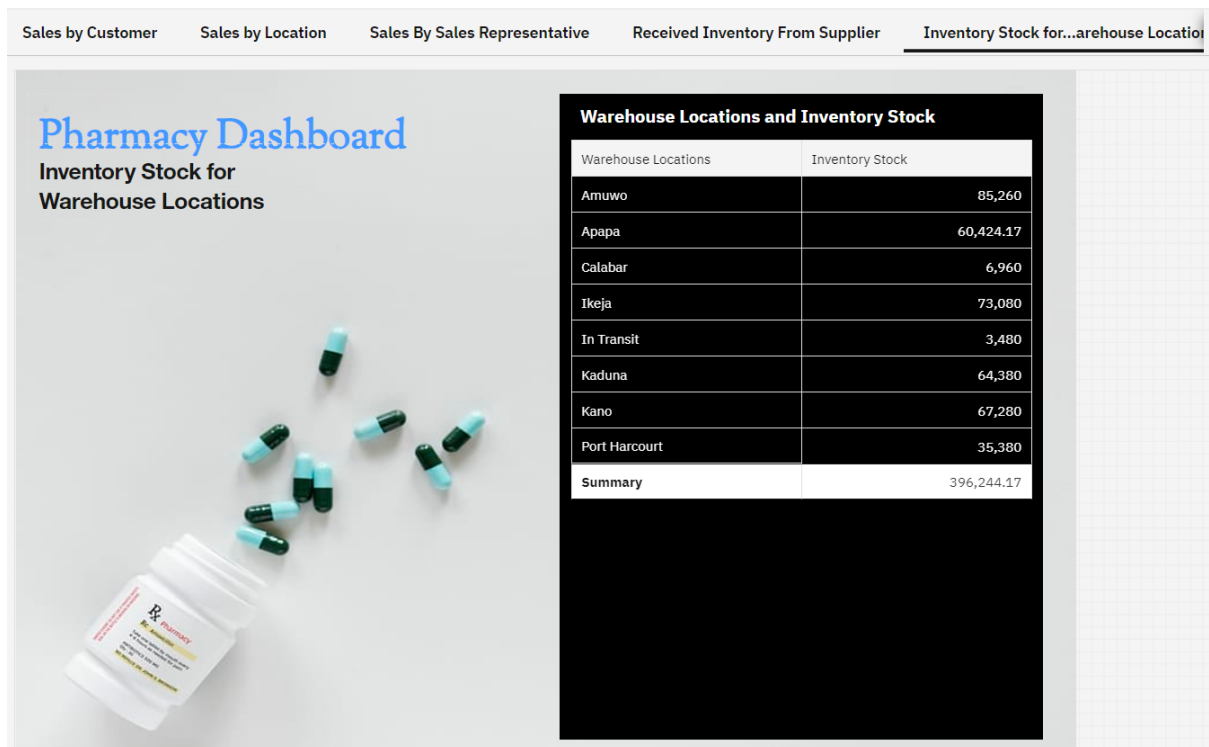 Sales by Customer Sales by Location Sales By Sales Representative Received Inventory From Supplier Inventory Stock for...arehouse Location
Pharmacy Dashboard
Inventory Stock for
Warehouse Locations
Warehouse Locations and Inventory Stock
Warehouse Locations Inventory Stock
Amuwo 85,260
Apapa 60,424.17
Calabar 6,960
Ikeja 73,080
In Transit 3,480
Kaduna 64,380
Kano 67,280
Port Harcourt 35,380
Summary 396,244.17
Rx Pharmacy